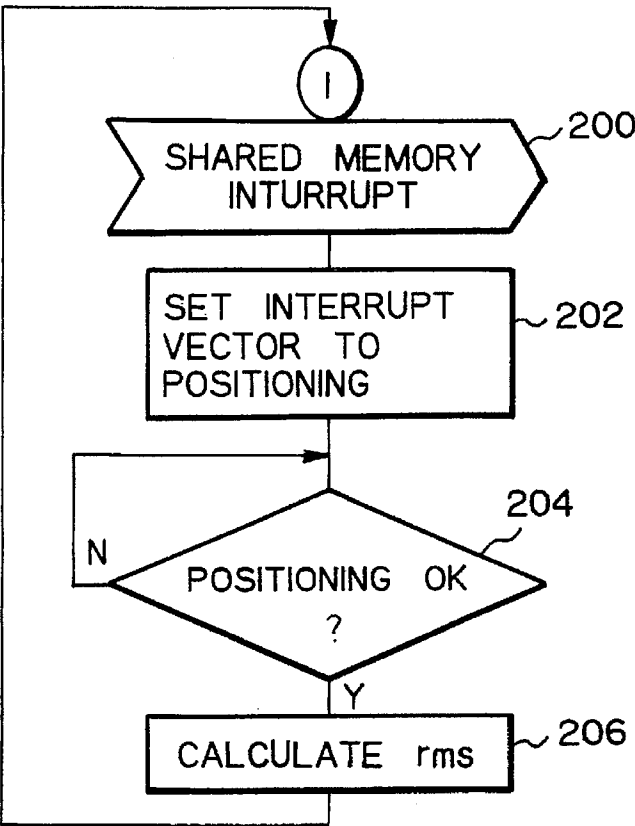 I
SHARED MEMORY
INTURRUPT
200
SET INTERRUPT
VECTOR TO
POSITIONING
202
204
N
POSITIONING OK
?
Y
CALCULATE rms
206